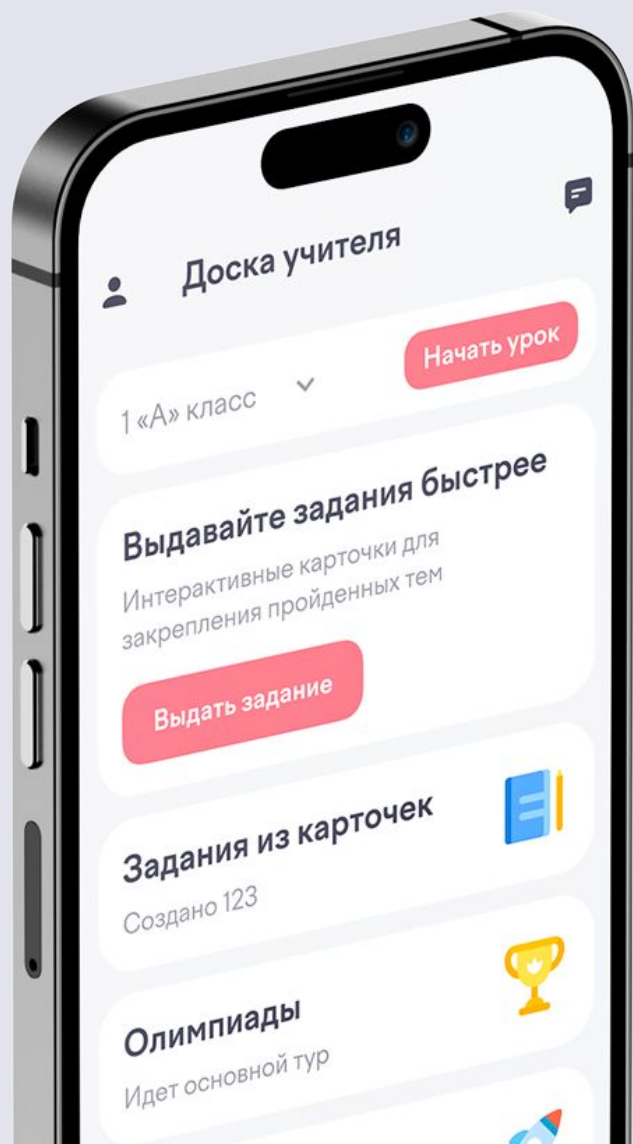 Доска учителя
1 «А» класс
Начать урок
Выдавайте задания быстрее
Интерактивные карточки для
закрепления пройденных тем
Выдать задание
Задания из карточек
Создано 123
Олимпиады
Идет основной тур